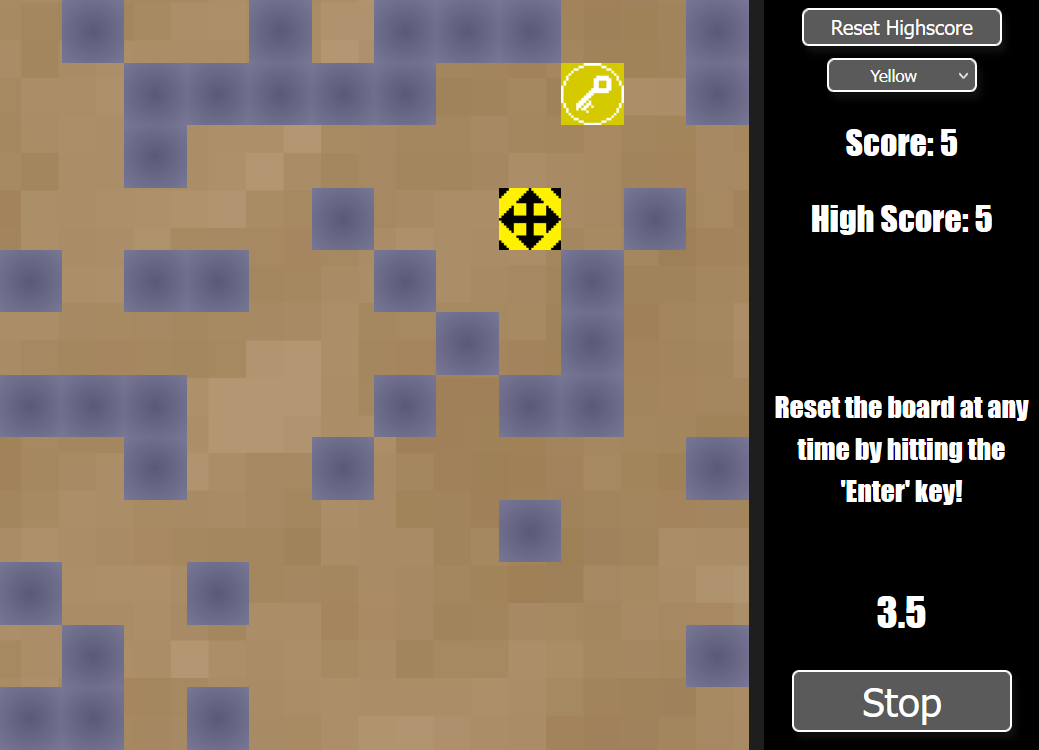 Reset Highscore
Yellow
Score: 5
High Score: 5
Reset the board at any
time by hitting the
'Enter' key!
3.5
Stop